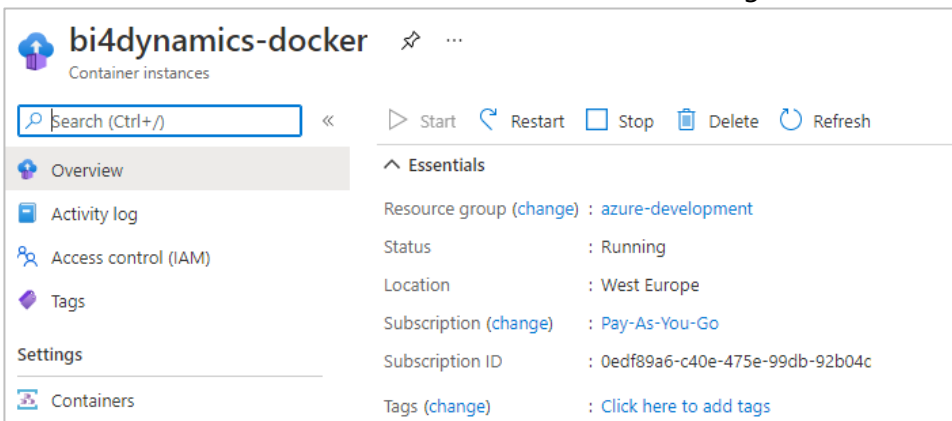 bi4dynamics-docker
Container instances
Search (Ctrl+/)
«
Start Restart Stop Delete Refresh
Overview
Activity log
Access control (IAM)
Tags
Settings
Containers
Essentials
Resource group (change) : azure-development
Status : Running
Location : West Europe
Subscription (change) : Pay-As-You-Go
Subscription ID : 0edf89a6-c40e-475e-99db-92b04c
Tags (change) : Click here to add tags